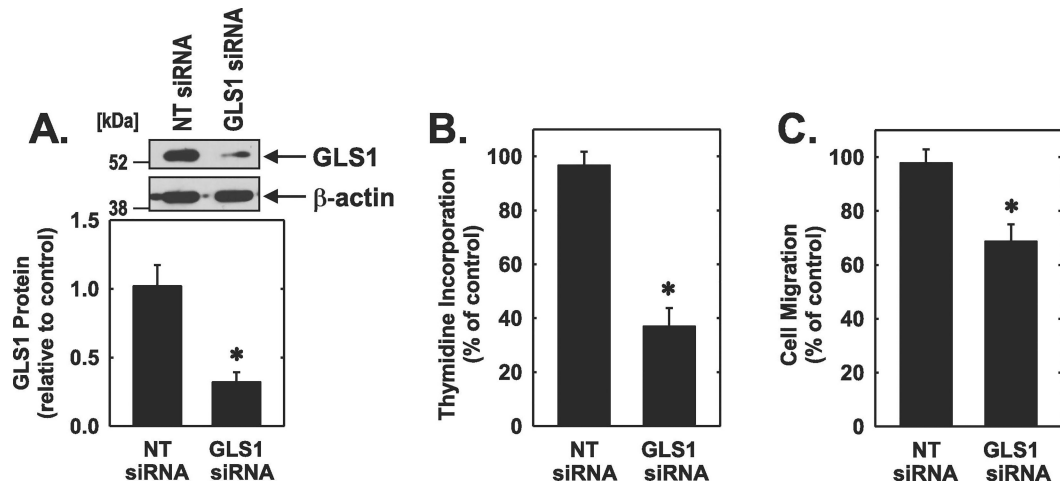 A.
[kDa]
NT siRNA
GLS1 siRNA
52
GLS1
38
β-actin
GLS1 Protein
(relative to control)
1.5
1.0
0.5
0.0
*
NT
siRNA
GLS1
siRNA
B.
Thymidine Incorporation
(% of control)
100
80
60
40
20
0
*
NT
siRNA
GLS1
siRNA
C.
Cell Migration
(% of control)
100
80
60
40
20
0
*
NT
siRNA
GLS1
siRNA